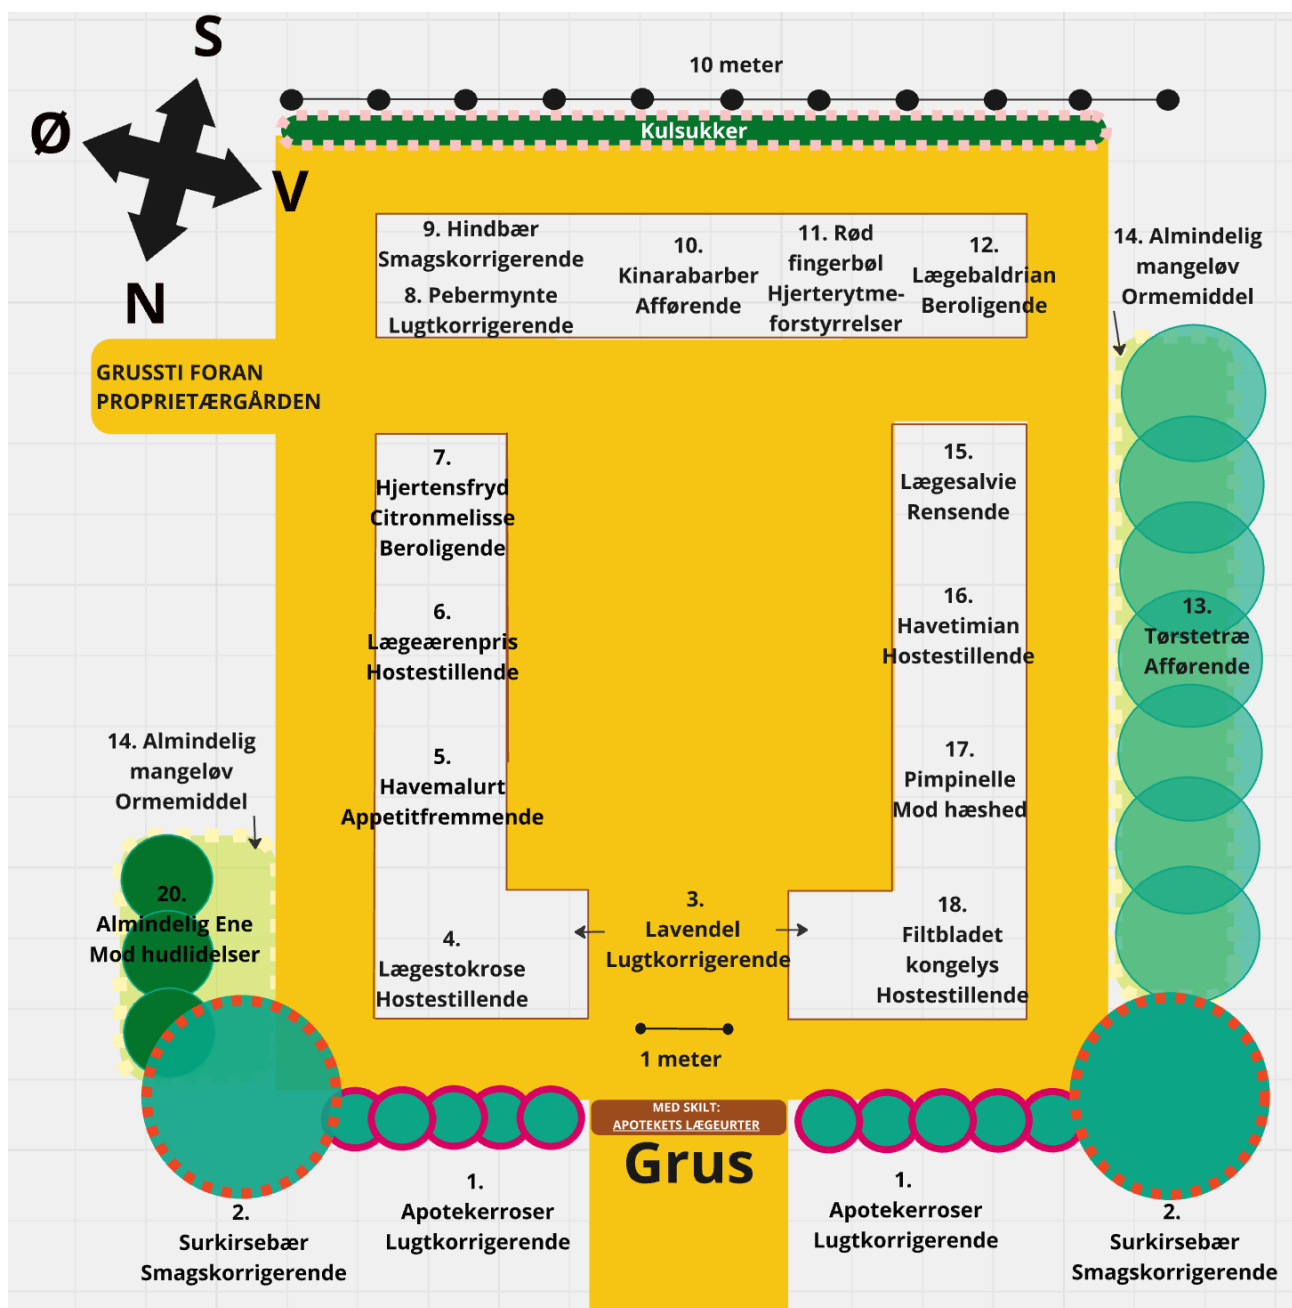 S
Ø
V
N
10 meter
Kulsukker
9. Hindbær
Smagskorrigerende
8. Pebermynte
Lugtkorrigerende
10.
Kinarabarber
Afførende
11. Rød
fingerbøl
Hjerterytme-
forstyrrelser
12.
Lægebaldrian
Beroligende
14. Almindelig
mangeløv
Ormemiddel
GRUSSTI FORAN
PROPRIETÆRGÅRDEN
7.
Hjertensfryd
Citronmelisse
Beroligende
15.
Lægesalvie
Rensende
6.
Lægeærenpris
Hostestillende
16.
Havetimian
Hostestillende
13.
Tørstetræ
Afførende
5.
Havemalurt
Appetitfremmende
17.
Pimpinelle
Mod hæshed
14. Almindelig
mangeløv
Ormemiddel
20.
Almindelig Ene
Mod hudlidelser
4.
Lægestokrose
Hostestillende
3.
Lavendel
Lugtkorrigerende
18.
Filtbladet
kongelys
Hostestillende
1 meter
MED SKILT:
APOTEKETS LÆGEURTER
Grus
2.
Surkirsebær
Smagskorrigerende
1.
Apotekerroser
Lugtkorrigerende
1.
Apotekerroser
Lugtkorrigerende
2.
Surkirsebær
Smagskorrigerende